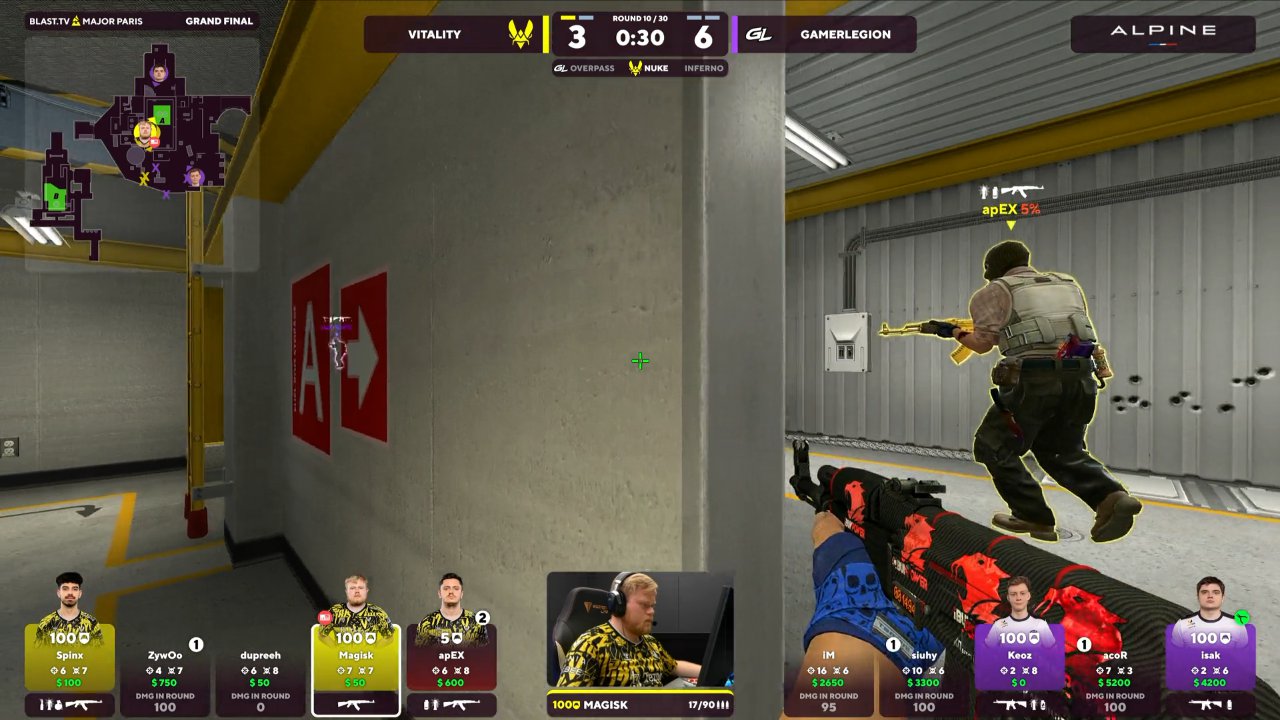 BLAST.TV MAJOR PARIS
GRAND FINAL
VITALITY
3
ROUND 10 / 30
0:30
6
GL
GAMERLEGION
ALPINE
GL OVERPASS
NUKE
INFERNO
A
A
apEX 5%
100
Spinx
6 7
$100
1
ZywOo
4 7
$750
DMG IN ROUND
100
dupreeh
6 8
$50
DMG IN ROUND
0
100
Magisk
7 7
$50
2
5
apEX
6 8
$600
100 MAGISK
17/90
iM
16 6
$2650
DMG IN ROUND
95
1
siuhy
10 6
$3300
DMG IN ROUND
100
100
Keoz
2 8
$0
1
acoR
7 3
$5200
DMG IN ROUND
100
100
isak
2 6
$4200